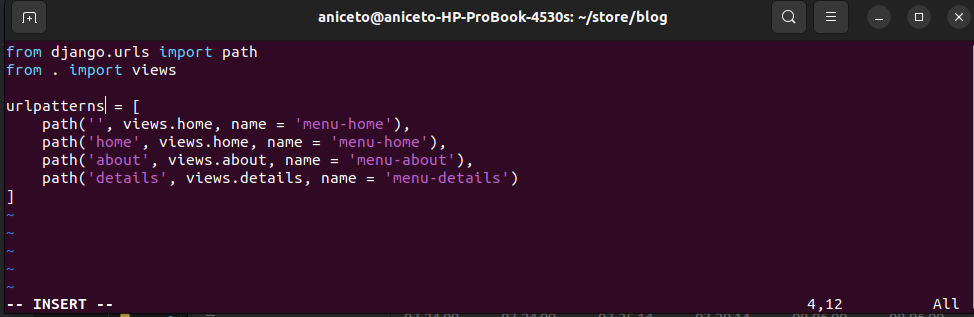 aniceto@aniceto-HP-ProBook-4530s: ~/store/blog
from django.urls import path
from . import views
urlpatterns = [
    path('', views.home, name = 'menu-home'),
    path('home', views.home, name = 'menu-home'),
    path('about', views.about, name = 'menu-about'),
    path('details', views.details, name = 'menu-details')
]
~
~
~
~
~
-- INSERT -- 4,12 All